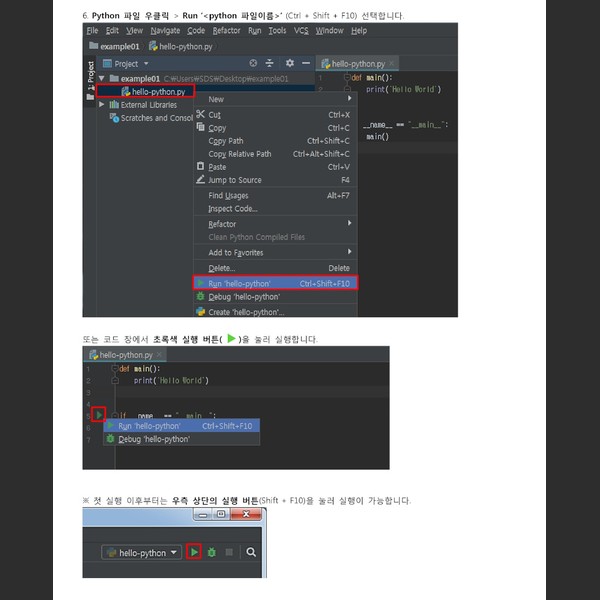 6. Python 파일 우클릭 > Run '<python 파일이름>' (Ctrl + Shift + F10) 선택합니다.
File Edit View Navigate Code Refactor Run Tools VCS Window Help
example01 hello-python.py
Project
Project
hello-python.py
example01 C:\Users\SDS\Desktop\example01
hello-python.py
External Libraries
Scratches and Consol
1 def main():
2 print('Hello World')
__name__ == "__main__":
main()
New
Cut Ctrl+X
Copy Ctrl+C
Copy Path Ctrl+Shift+C
Copy Relative Path Ctrl+Alt+Shift+C
Paste Ctrl+V
Jump to Source F4
Find Usages Alt+F7
Inspect Code...
Refactor
Clean Python Compiled Files
Add to Favorites
Delete... Delete
Run 'hello-python' Ctrl+Shift+F10
Debug 'hello-python'
Create 'hello-python'...
또는 코드 창에서 초록색 실행 버튼( )을 눌러 실행합니다.
hello-python.py
1 def main():
2 print('Hello World')
3
4
5 if __name__ == "__main__":
6 Run 'hello-python' Ctrl+Shift+F10
7 Debug 'hello-python'
※ 첫 실행 이후부터는 우측 상단의 실행 버튼(Shift + F10)을 눌러 실행이 가능합니다.
hello-python